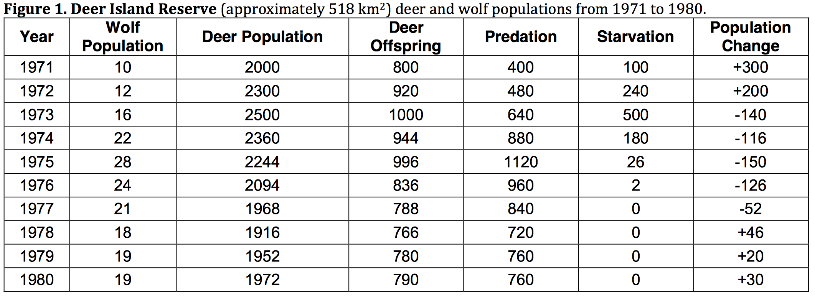 Figure 1. Deer Island Reserve (approximately 518 km²) deer and wolf populations from 1971 to 1980.
Year Wolf Population Deer Population Deer Offspring Predation Starvation Population Change
1971 10 2000 800 400 100 +300
1972 12 2300 920 480 240 +200
1973 16 2500 1000 640 500 -140
1974 22 2360 944 880 180 -116
1975 28 2244 996 1120 26 -150
1976 24 2094 836 960 2 -126
1977 21 1968 788 840 0 -52
1978 18 1916 766 720 0 +46
1979 19 1952 780 760 0 +20
1980 19 1972 790 760 0 +30